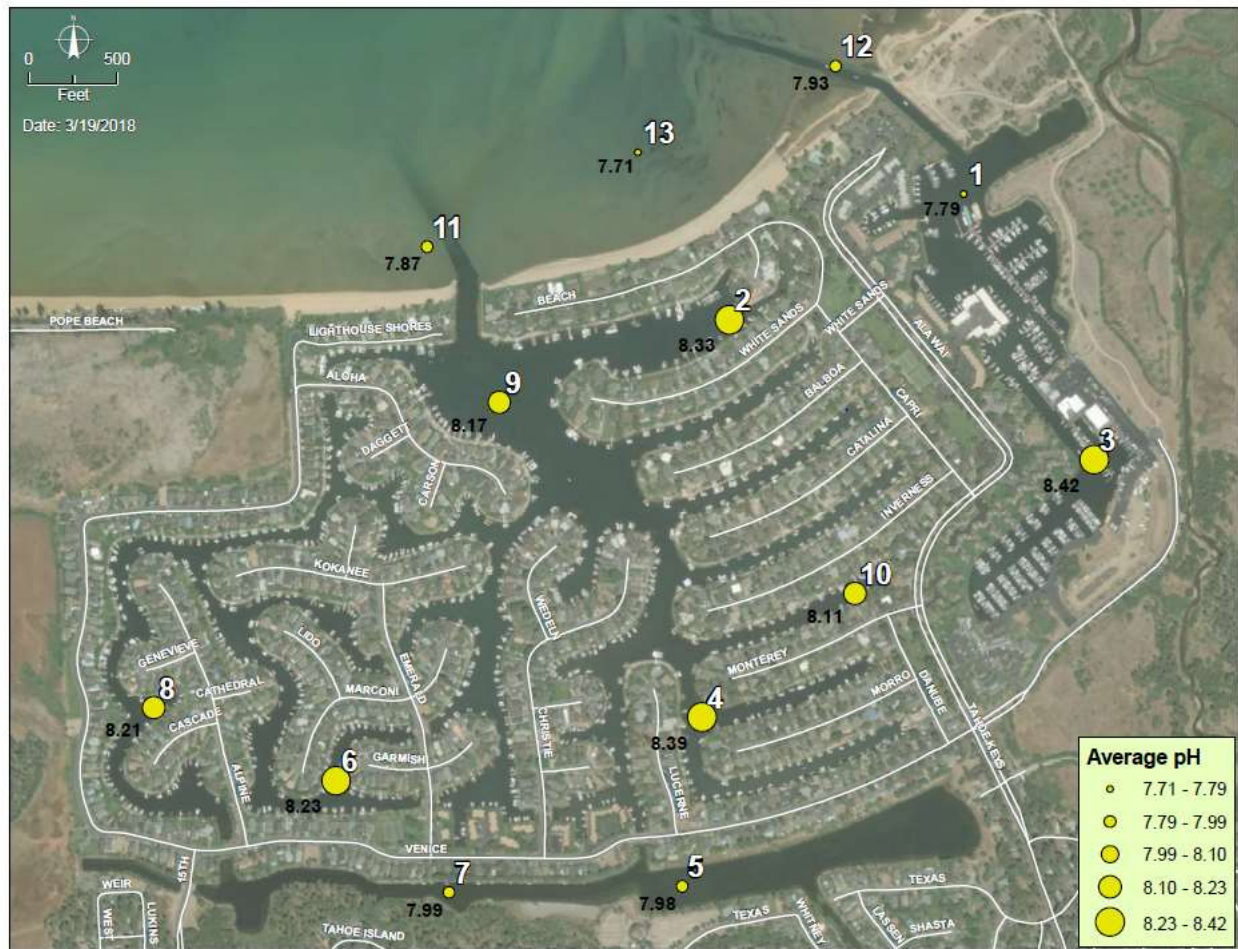 0 500
Feet
Date: 3/19/2018
12
7.93
13
7.71
1
7.79
11
7.87
BEACH
2
8.33
WHITE SANDS
WHITE SANDS
POPE BEACH
LIGHTHOUSE SHORES
ALA WAI
ALOHA
BALBOA
9
8.17
CAPRI
DAGGETT
CATALINA
3
8.42
CARSON
INVERNESS
KOKANEE
10
8.11
WEDELN
LIDO
GENEVIEVE
EMERALD
MONTEREY
CATHEDRAL
MARCONI
MORRO
DANUBE
8
8.21
CASCADE
4
8.39
CHRISTIE
TAHOE KEYS
GARMISH
6
8.23
ALPINE
LUCERNE
VENICE
15TH
7
7.99
5
7.98
WEIR
WEST
LUKINS
TAHOE ISLAND
TEXAS
WHITNEY
TEXAS
LASSEN
SHASTA
Average pH
7.71 - 7.79
7.79 - 7.99
7.99 - 8.10
8.10 - 8.23
8.23 - 8.42